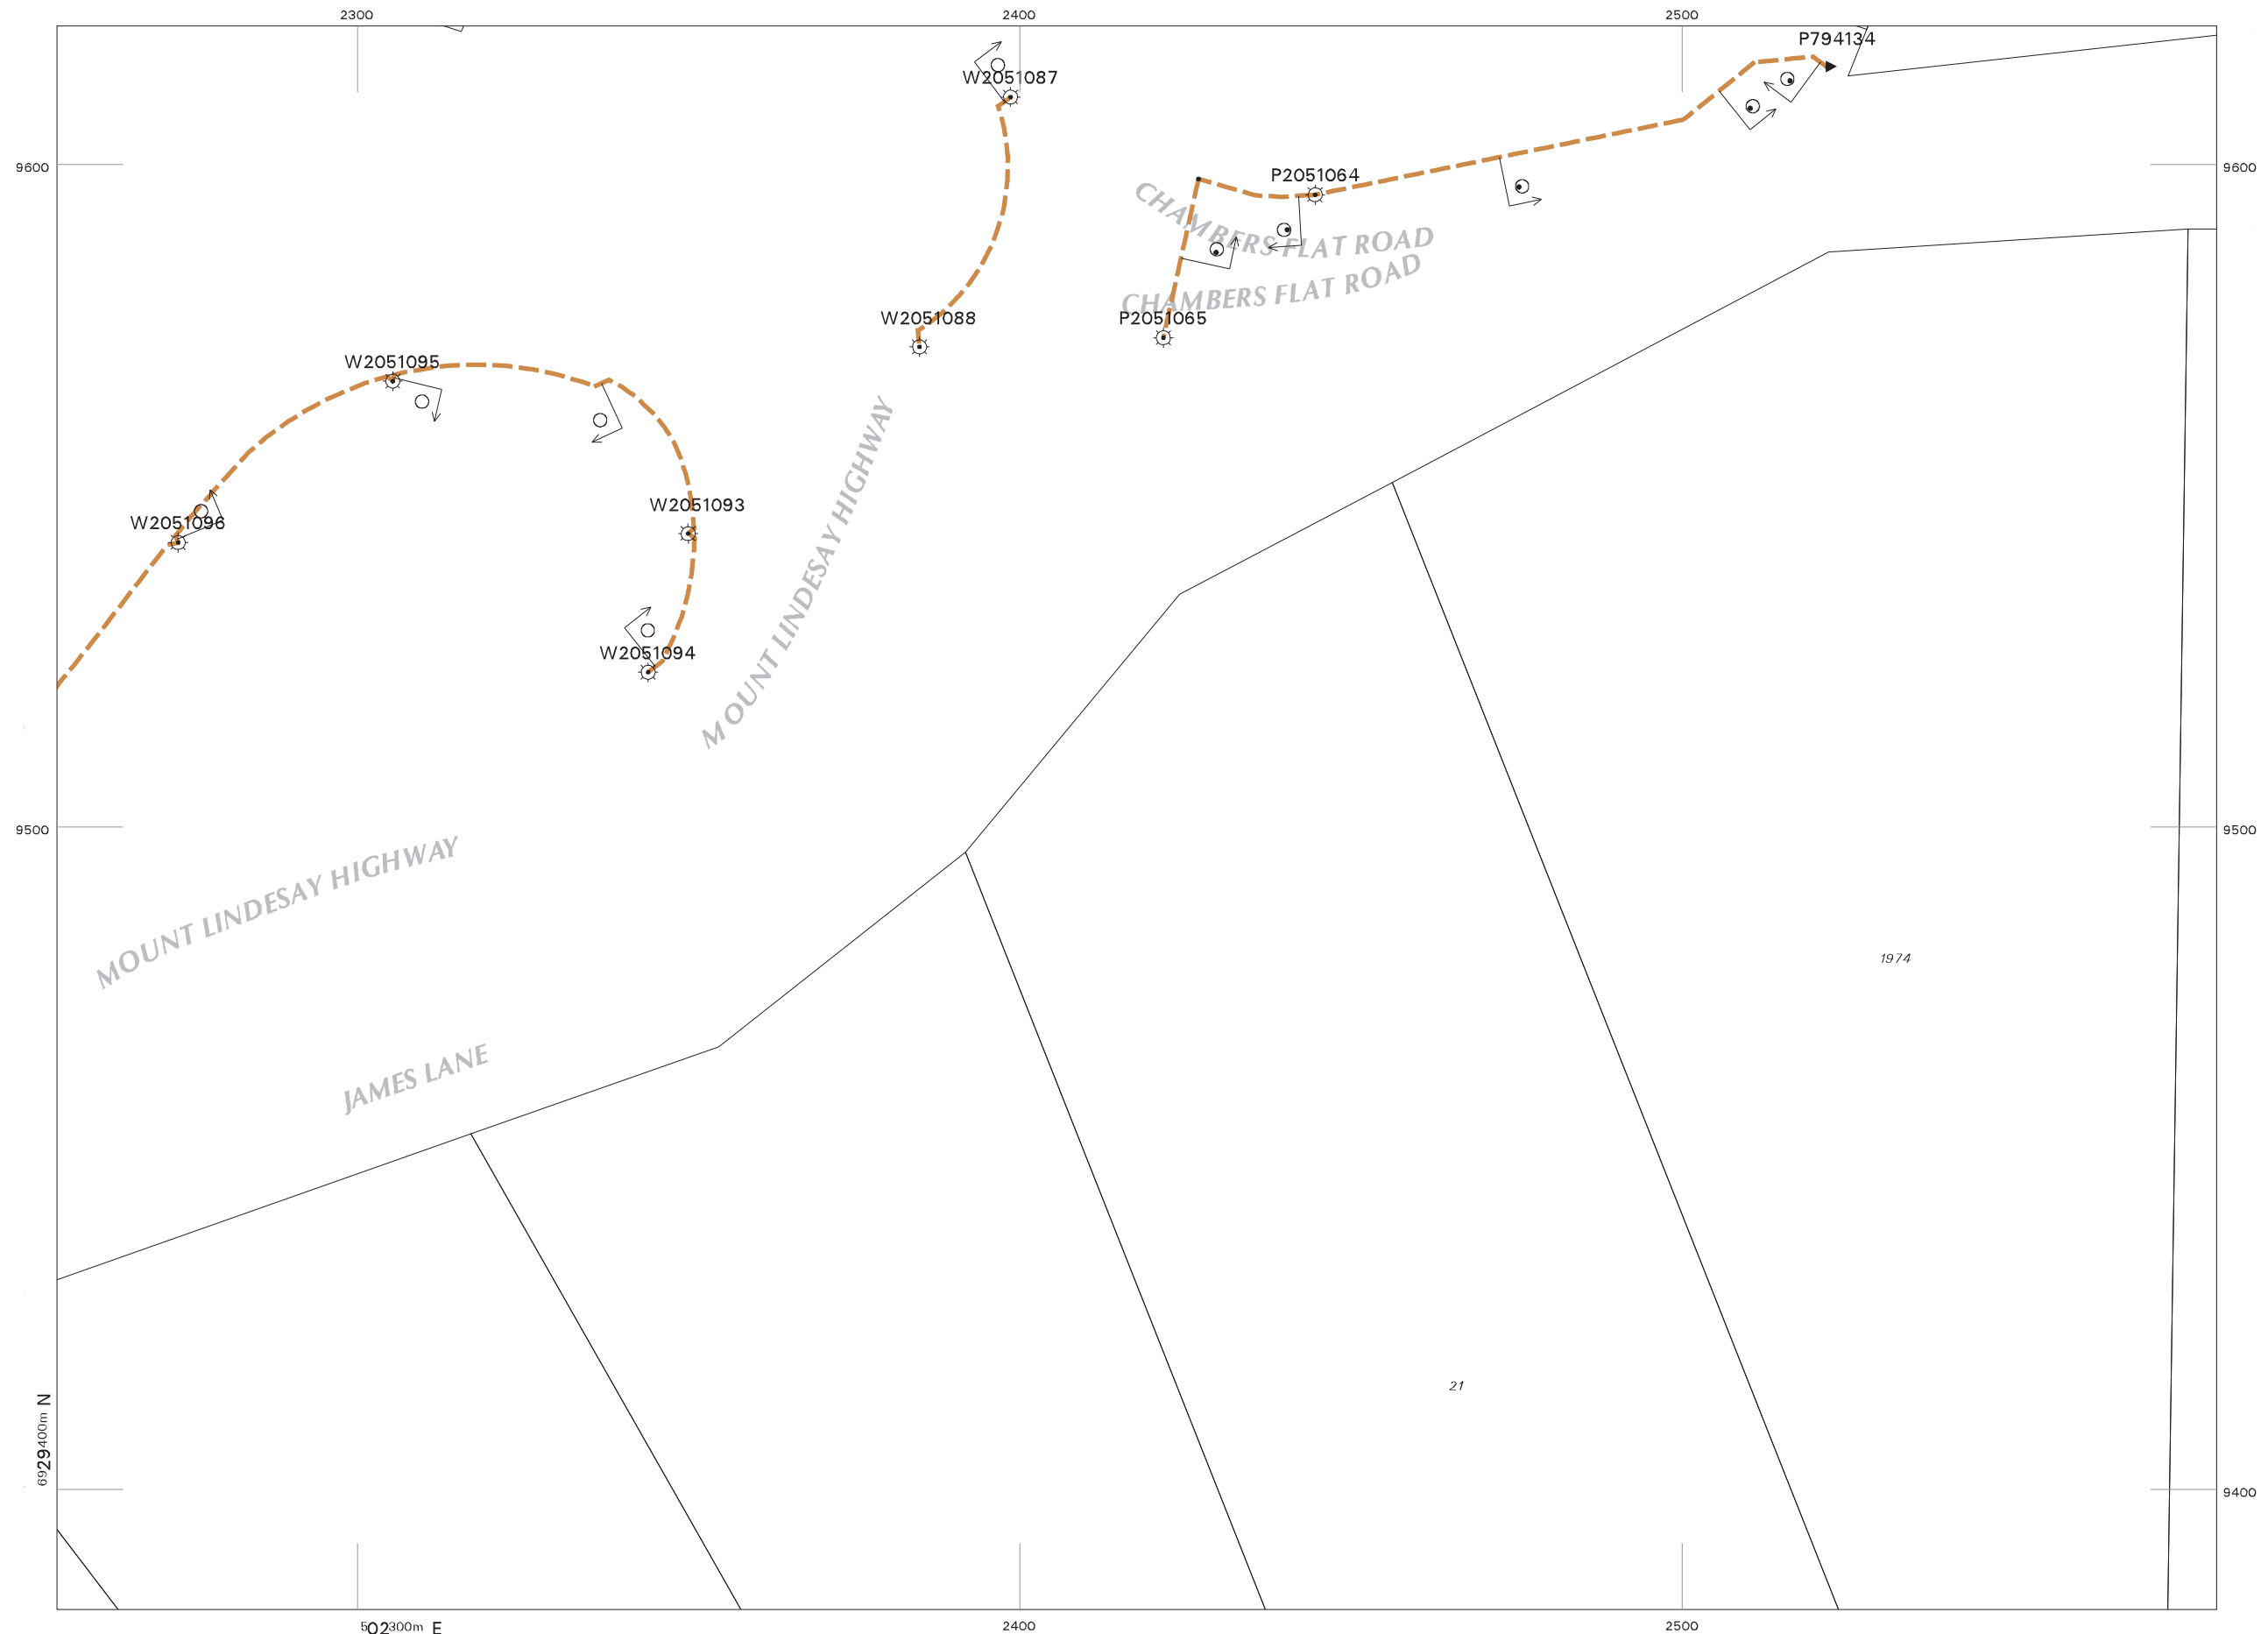 2300
2400
2500
P794134
W2051087
9600
9600
P2051064
CHAMBERS FLAT ROAD
CHAMBERS FLAT ROAD
W2051088
P2051065
W2051095
MOUNT LINDESAY HIGHWAY
W2051093
W2051096
W2051094
9500
9500
MOUNT LINDESAY HIGHWAY
1974
JAMES LANE
21
6929400m N
9400
502300m E
2400
2500